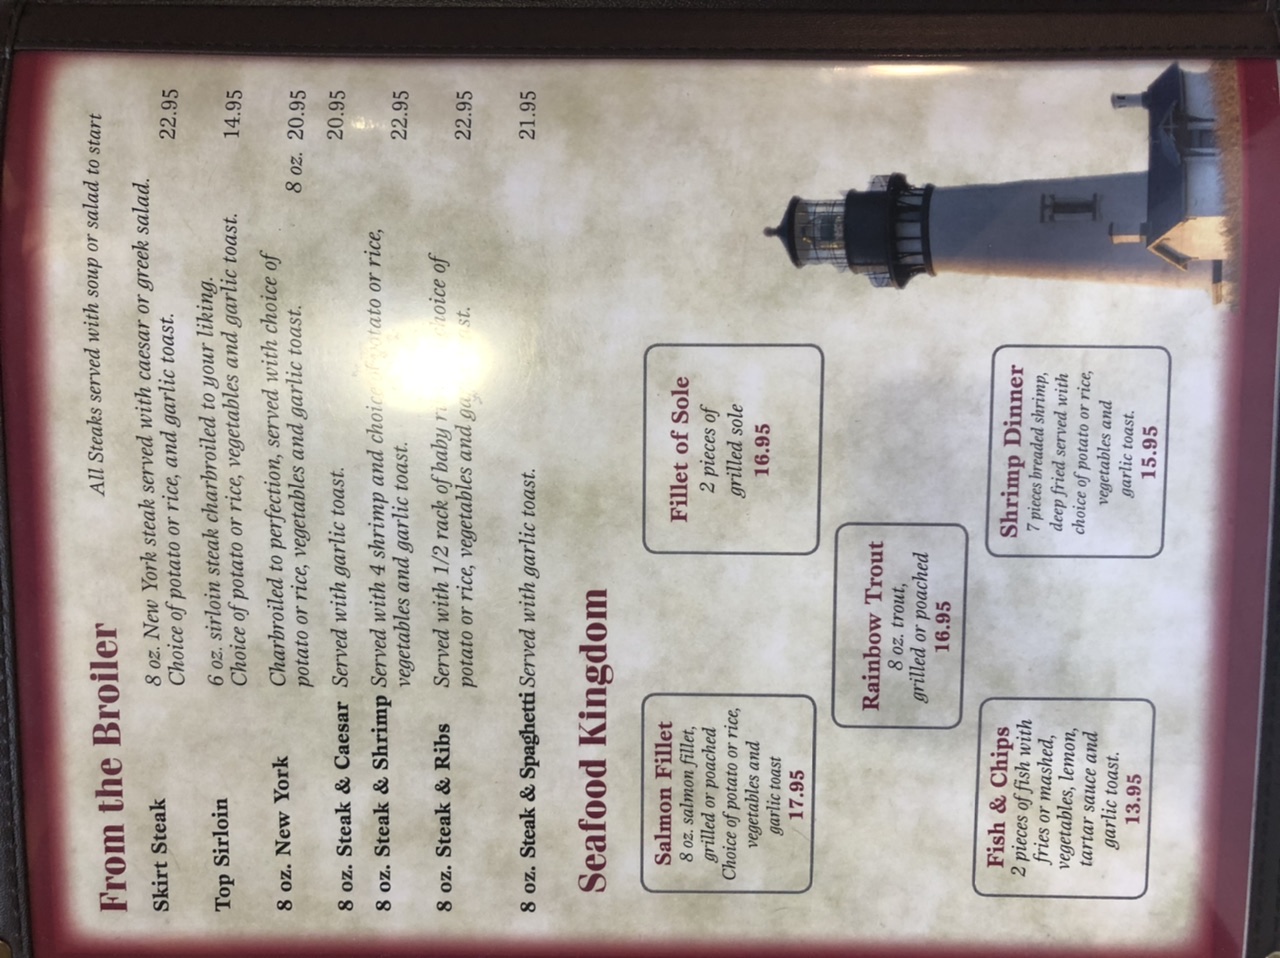 From the Broiler
All Steaks served with soup or salad to start
Skirt Steak 8 oz. New York steak served with caesar or greek salad. 22.95
Choice of potato or rice, and garlic toast.
Top Sirloin 6 oz. sirloin steak charbroiled to your liking. 14.95
Choice of potato or rice, vegetables and garlic toast.
8 oz. New York Charbroiled to perfection, served with choice of 8 oz. 20.95
potato or rice, vegetables and garlic toast.
8 oz. Steak & Caesar Served with garlic toast. 20.95
8 oz. Steak & Shrimp Served with 4 shrimp and choice or rice, 22.95
vegetables and garlic toast.
8 oz. Steak & Ribs Served with 1/2 rack of baby choice of 22.95
potato or rice, vegetables and
8 oz. Steak & Spaghetti Served with garlic toast. 21.95
Seafood Kingdom
Salmon Fillet
8 oz. salmon fillet,
grilled or poached
Choice of potato or rice,
vegetables and
garlic toast
17.95
Fillet of Sole
2 pieces of
grilled sole
16.95
Rainbow Trout
8 oz. trout,
grilled or poached
16.95
Fish & Chips
2 pieces of fish with
fries or mashed,
vegetables, lemon,
tartar sauce and
garlic toast.
13.95
Shrimp Dinner
7 pieces breaded shrimp,
deep fried served with
choice of potato or rice,
vegetables and
garlic toast.
15.95